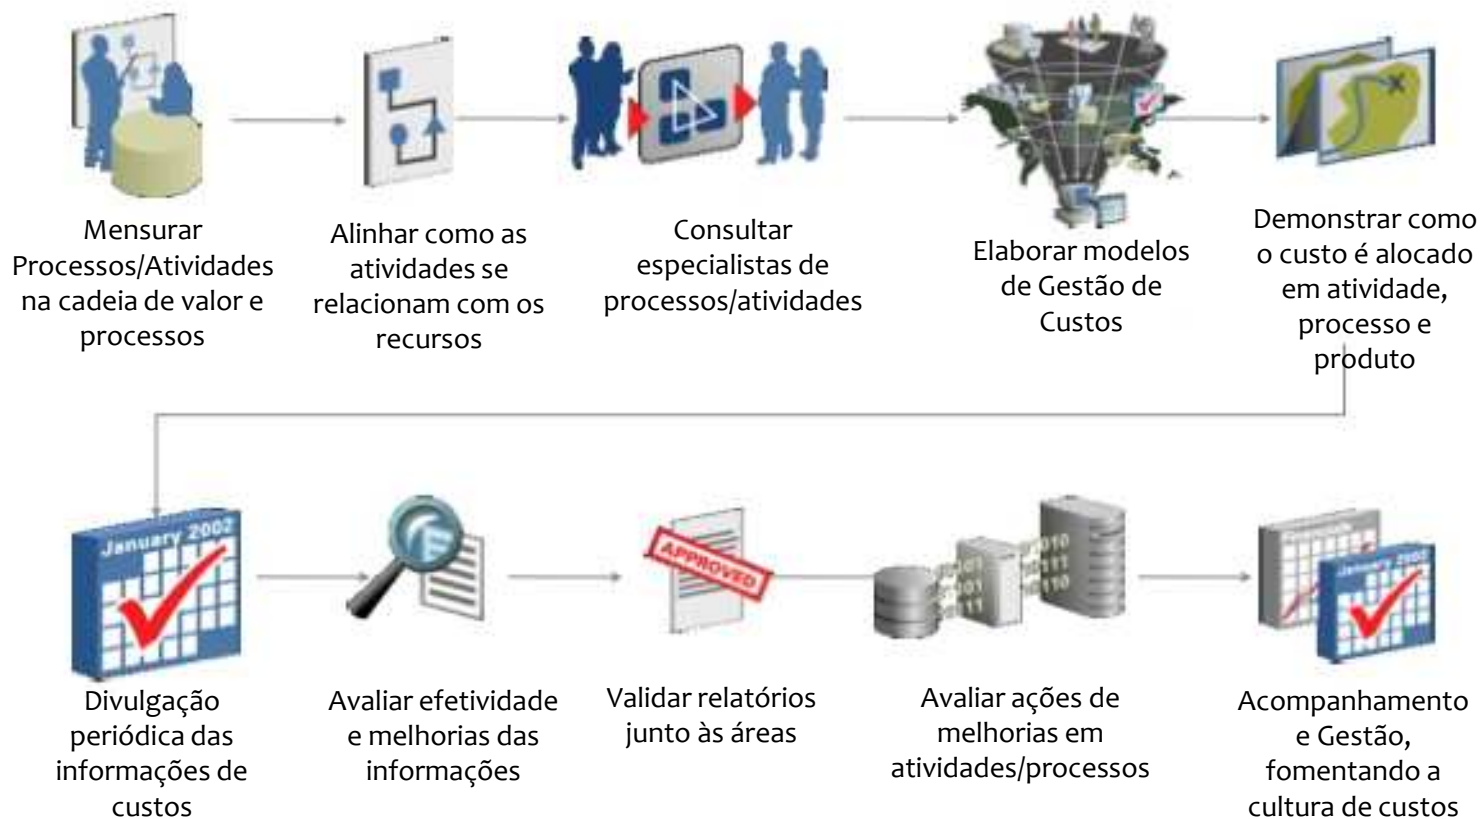 Mensurar
Processos/Atividades
na cadeia de valor e
processos
Alinhar como as
atividades se
relacionam com os
recursos
Consultar
especialistas de
processos/atividades
Elaborar modelos
de Gestão de
Custos
Demonstrar como
o custo é alocado
em atividade,
processo e
produto
January 2002
Divulgação
periódica das
informações de
custos
Avaliar efetividade
e melhorias das
informações
APPROVED
Validar relatórios
junto às áreas
Avaliar ações de
melhorias em
atividades/processos
January 2002
Acompanhamento
e Gestão,
fomentando a
cultura de custos